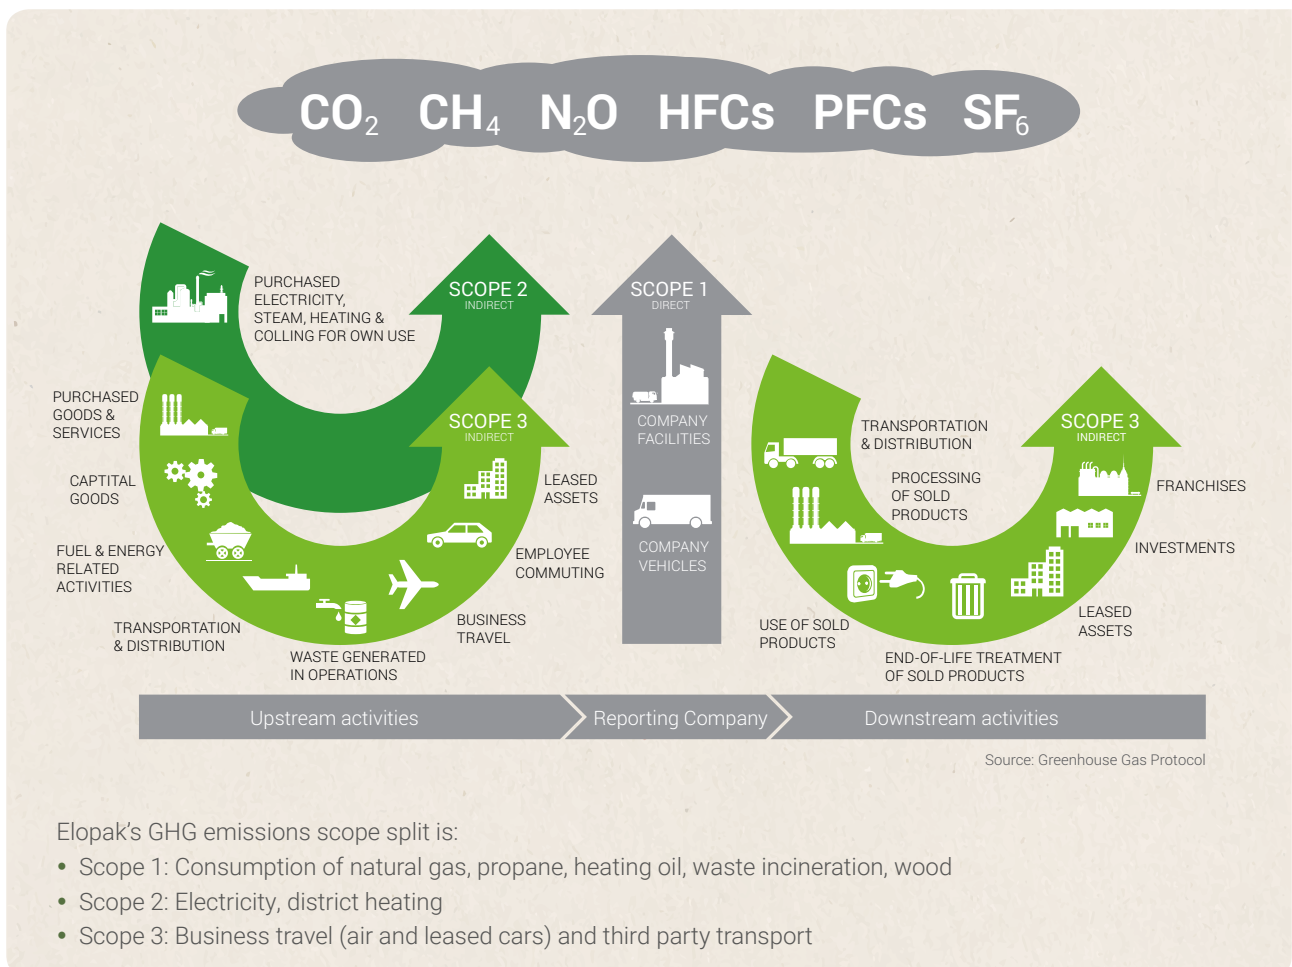 CO2 CH4 N2O HFCs PFCs SF6
PURCHASED
ELECTRICITY,
STEAM, HEATING &
COLLING FOR OWN USE
SCOPE 2
INDIRECT
PURCHASED
GOODS &
SERVICES
CAPTITAL
GOODS
FUEL & ENERGY
RELATED
ACTIVITIES
TRANSPORTATION
& DISTRIBUTION
WASTE GENERATED
IN OPERATIONS
BUSINESS
TRAVEL
EMPLOYEE
COMMUTING
LEASED
ASSETS
SCOPE 3
INDIRECT
SCOPE 1
DIRECT
COMPANY
FACILITIES
COMPANY
VEHICLES
TRANSPORTATION
& DISTRIBUTION
PROCESSING
OF SOLD
PRODUCTS
USE OF SOLD
PRODUCTS
END-OF-LIFE TREATMENT
OF SOLD PRODUCTS
LEASED
ASSETS
INVESTMENTS
FRANCHISES
SCOPE 3
INDIRECT
Upstream activities
Reporting Company
Downstream activities
Source: Greenhouse Gas Protocol
Elopak’s GHG emissions scope split is:
• Scope 1: Consumption of natural gas, propane, heating oil, waste incineration, wood
• Scope 2: Electricity, district heating
• Scope 3: Business travel (air and leased cars) and third party transport